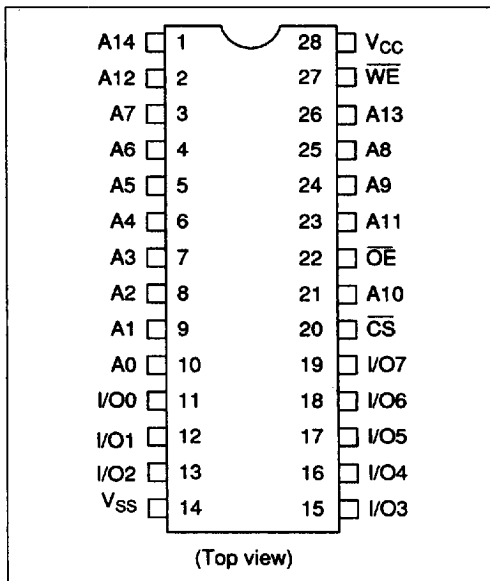 A14 1 28 VCC
A12 2 27 WE
A7 3 26 A13
A6 4 25 A8
A5 5 24 A9
A4 6 23 A11
A3 7 22 OE
A2 8 21 A10
A1 9 20 CS
A0 10 19 I/O7
I/O0 11 18 I/O6
I/O1 12 17 I/O5
I/O2 13 16 I/O4
VSS 14 15 I/O3
(Top view)